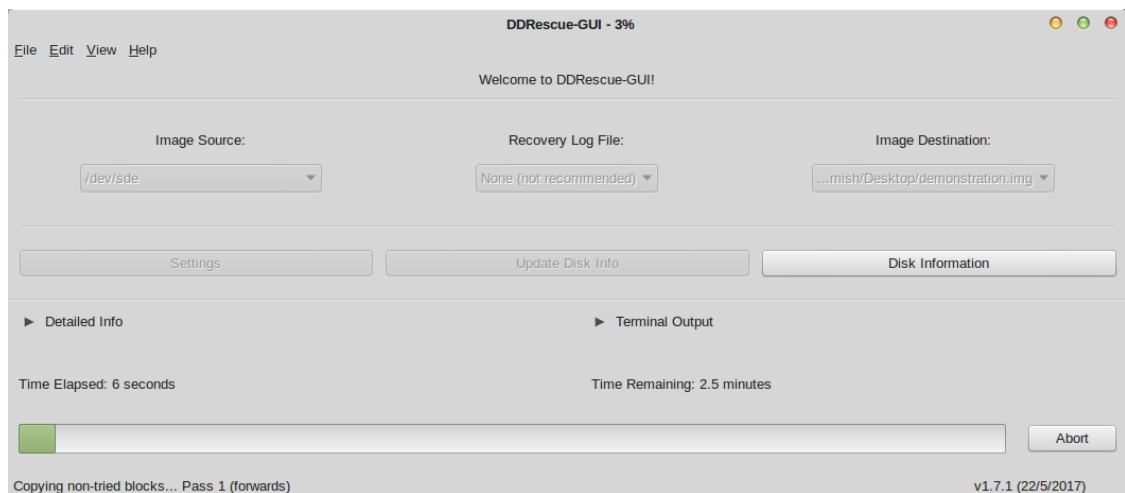 DDRescue-GUI - 3%
File Edit View Help
Welcome to DDRescue-GUI!
Image Source: Recovery Log File: Image Destination:
/dev/sde None (not recommended) ...mish/Desktop/demonstration.img
Settings Update Disk Info Disk Information
Detailed Info Terminal Output
Time Elapsed: 6 seconds Time Remaining: 2.5 minutes
Abort
Copying non-tried blocks... Pass 1 (forwards) v1.7.1 (22/5/2017)